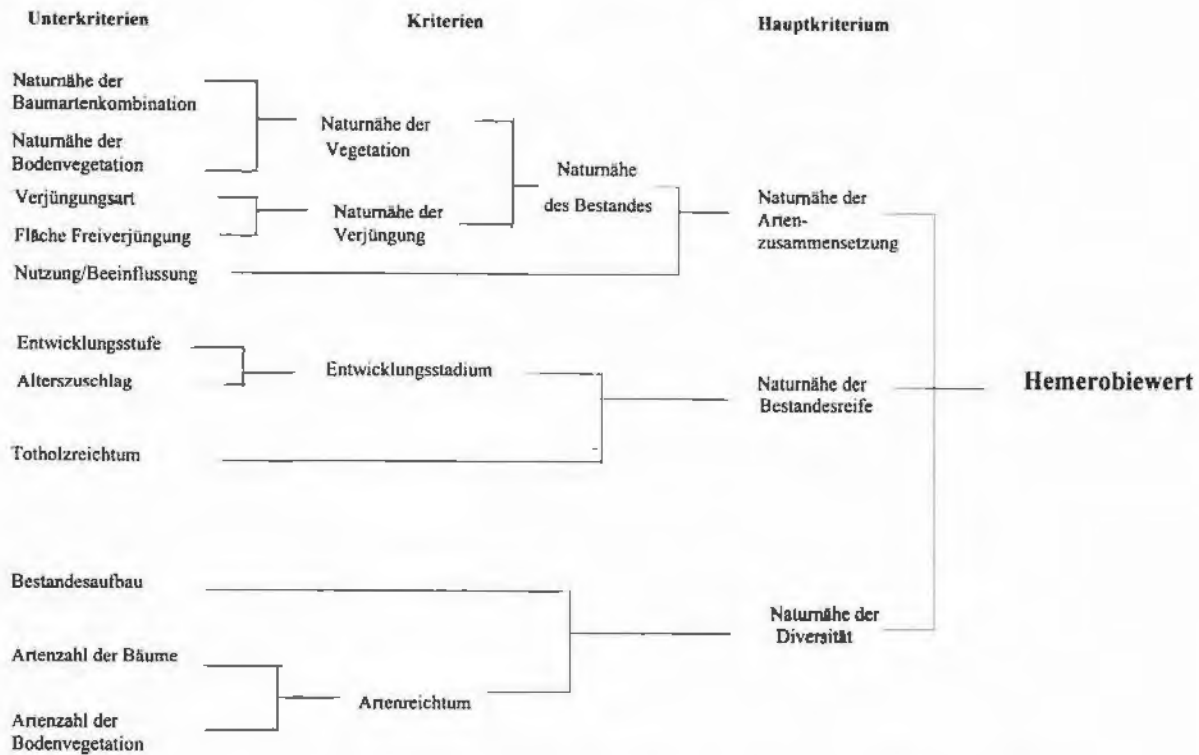 Unterkriterien
Kriterien
Hauptkriterium
Naturnähe der
Baumartenkombination
Naturnähe der
Bodenvegetation
Verjüngungsart
Fläche Freiverjüngung
Nutzung/Beeinflussung
Naturnähe der
Vegetation
Naturnähe der
Verjüngung
Naturnähe
des Bestandes
Naturnähe der
Arten-
zusammensetzung
Entwicklungsstufe
Alterszuschlag
Entwicklungsstadium
Totholzreichtum
Naturnähe der
Bestandesreife
Hemerobiewert
Bestandesaufbau
Artenzahl der Bäume
Artenzahl der
Bodenvegetation
Artenreichtum
Naturnähe der
Diversität